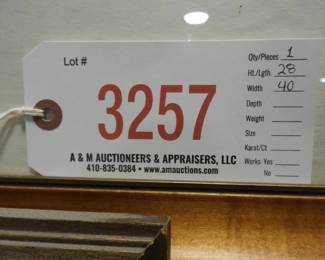 Lot #
3257
A & M AUCTIONEERS & APPRAISERS, LLC
410-835-0384 • www.amauctions.com
Qty/Pieces 1
Ht./Lgth. 28
Width 40
Depth
Weight
Size
Karat/Ct
Works: Yes
No